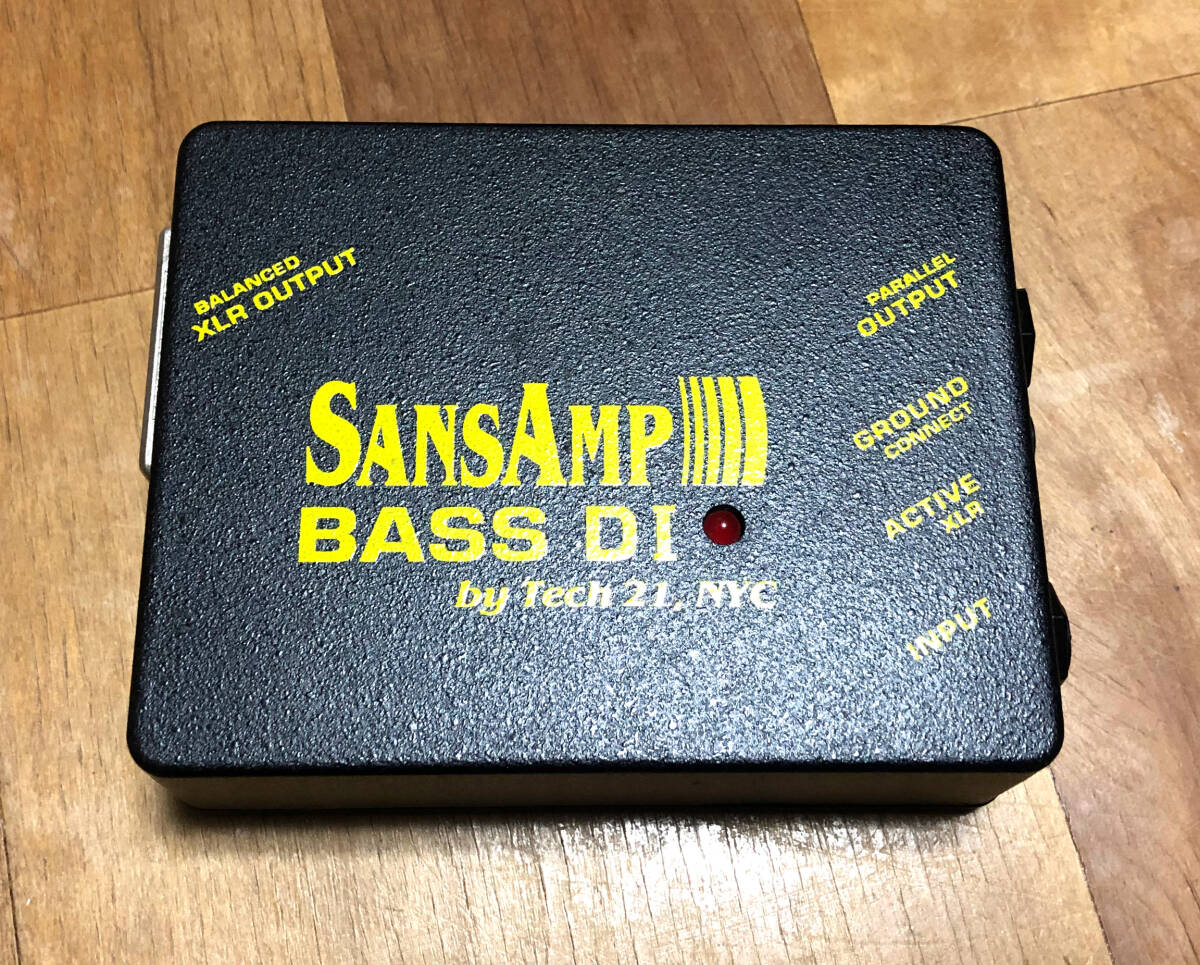 BALANCED
XLR OUTPUT
PARALLEL
OUTPUT
GROUND
CONNECT
ACTIVE
XLR
INPUT
SANSAMP
BASS DI
by Tech 21, NYC